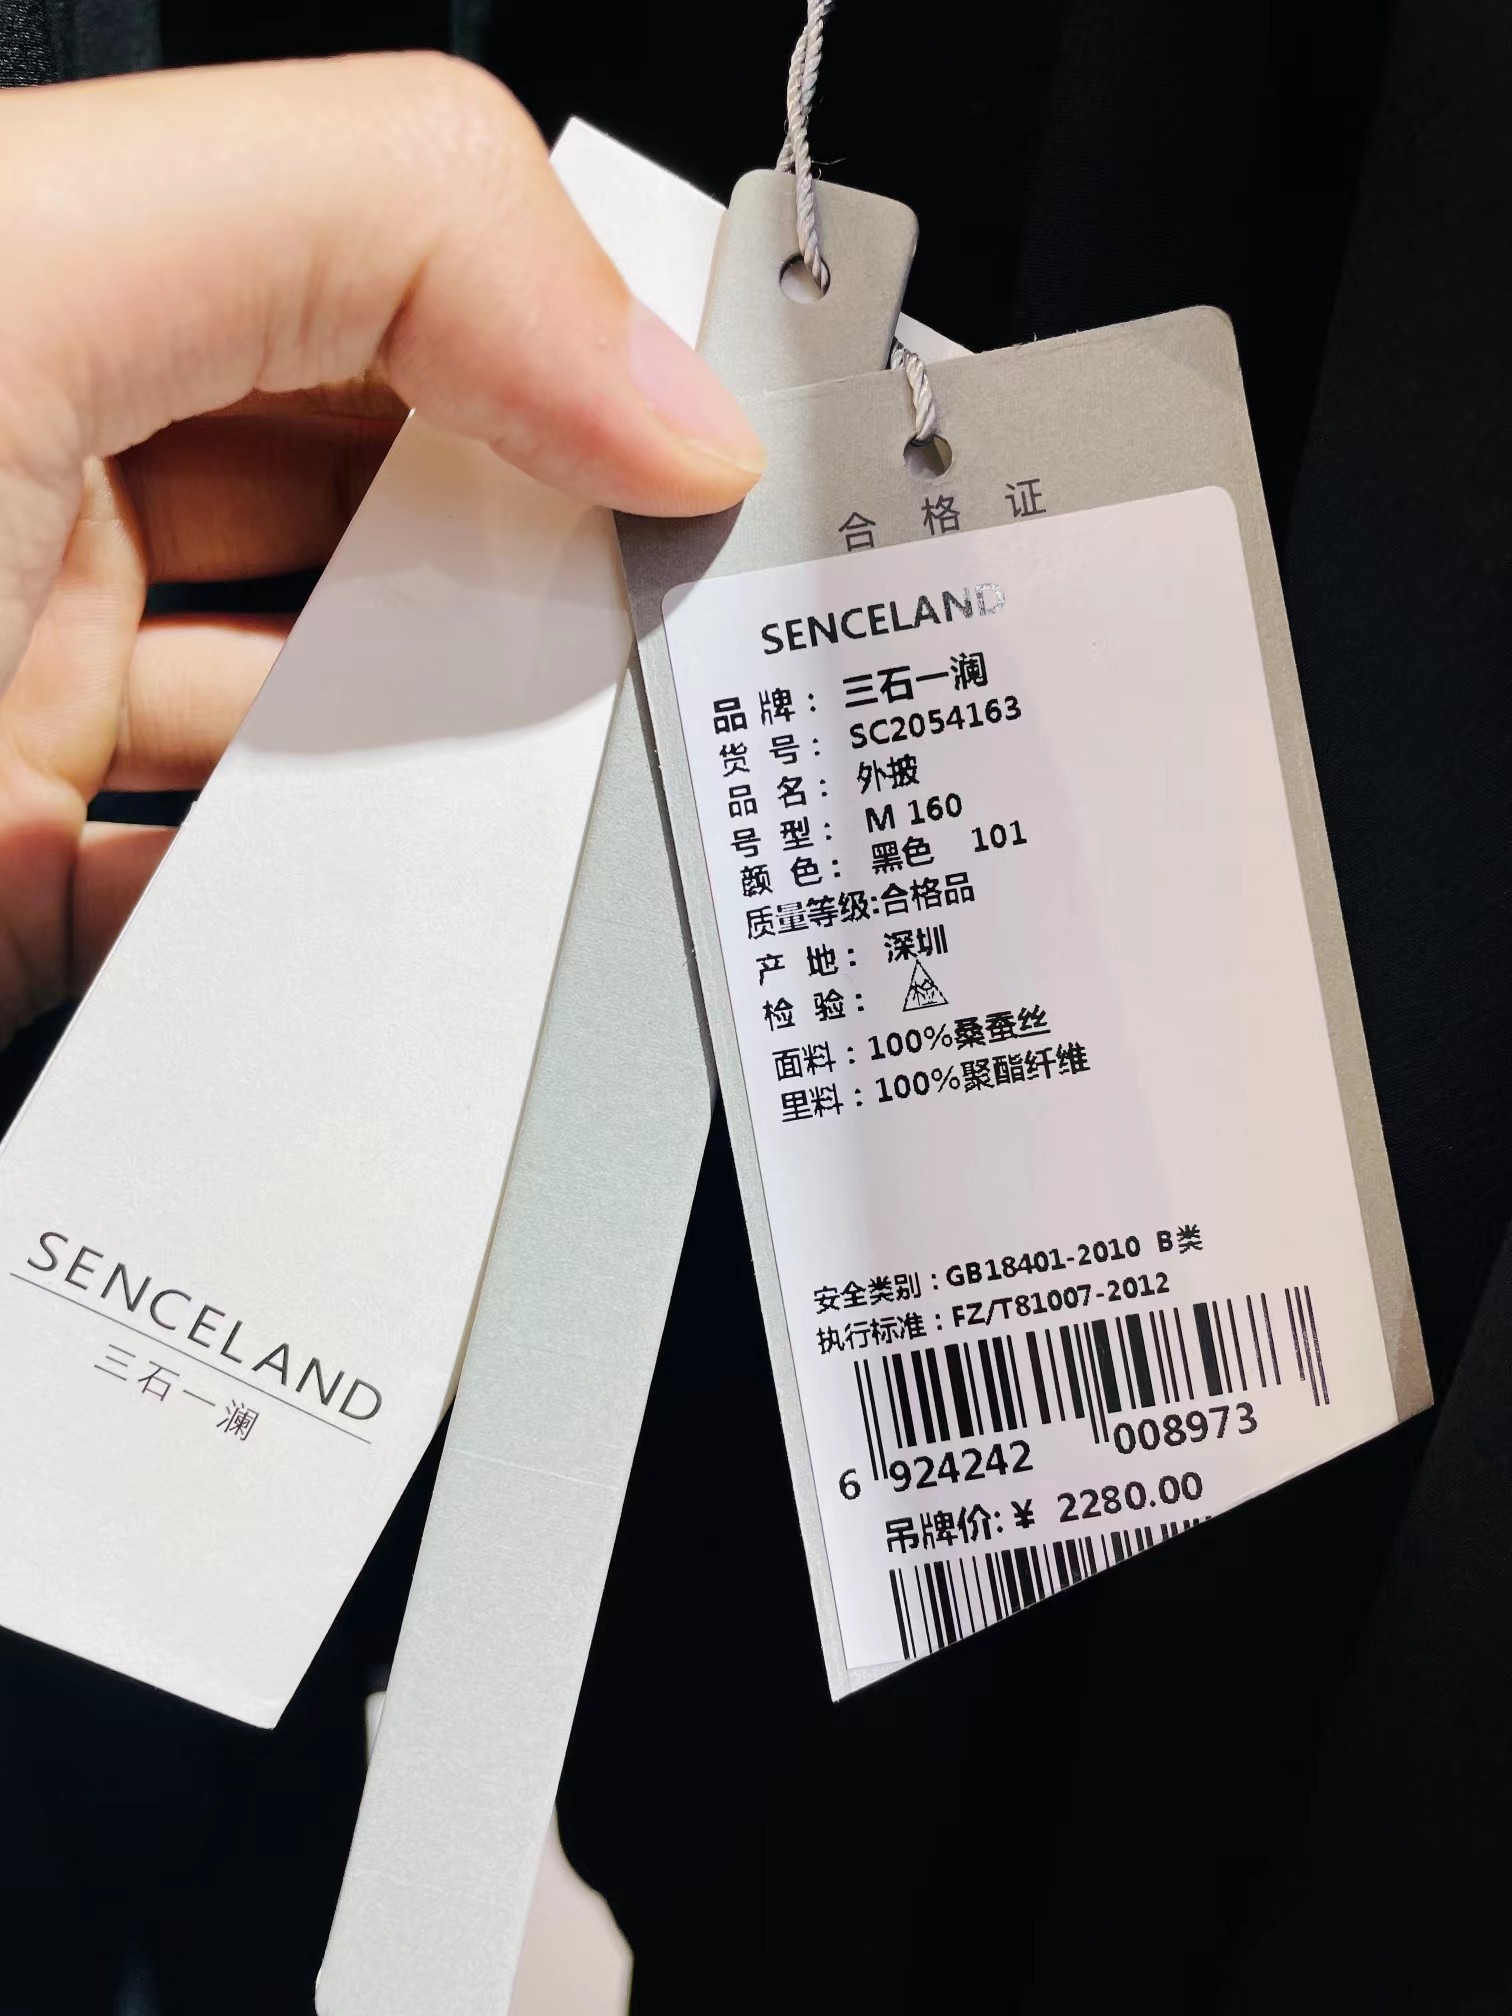 合格证
SENCELAND
品牌：三石一澜
货号：SC2054163
品名：外披
号型：M 160
颜色：黑色 101
质量等级:合格品
产地：深圳
检验：检
面料：100%桑蚕丝
里料：100%聚酯纤维
安全类别：GB18401-2010 B类
执行标准：FZ/T81007-2012
6 924242 008973
吊牌价:¥ 2280.00
SENCELAND
三石一澜